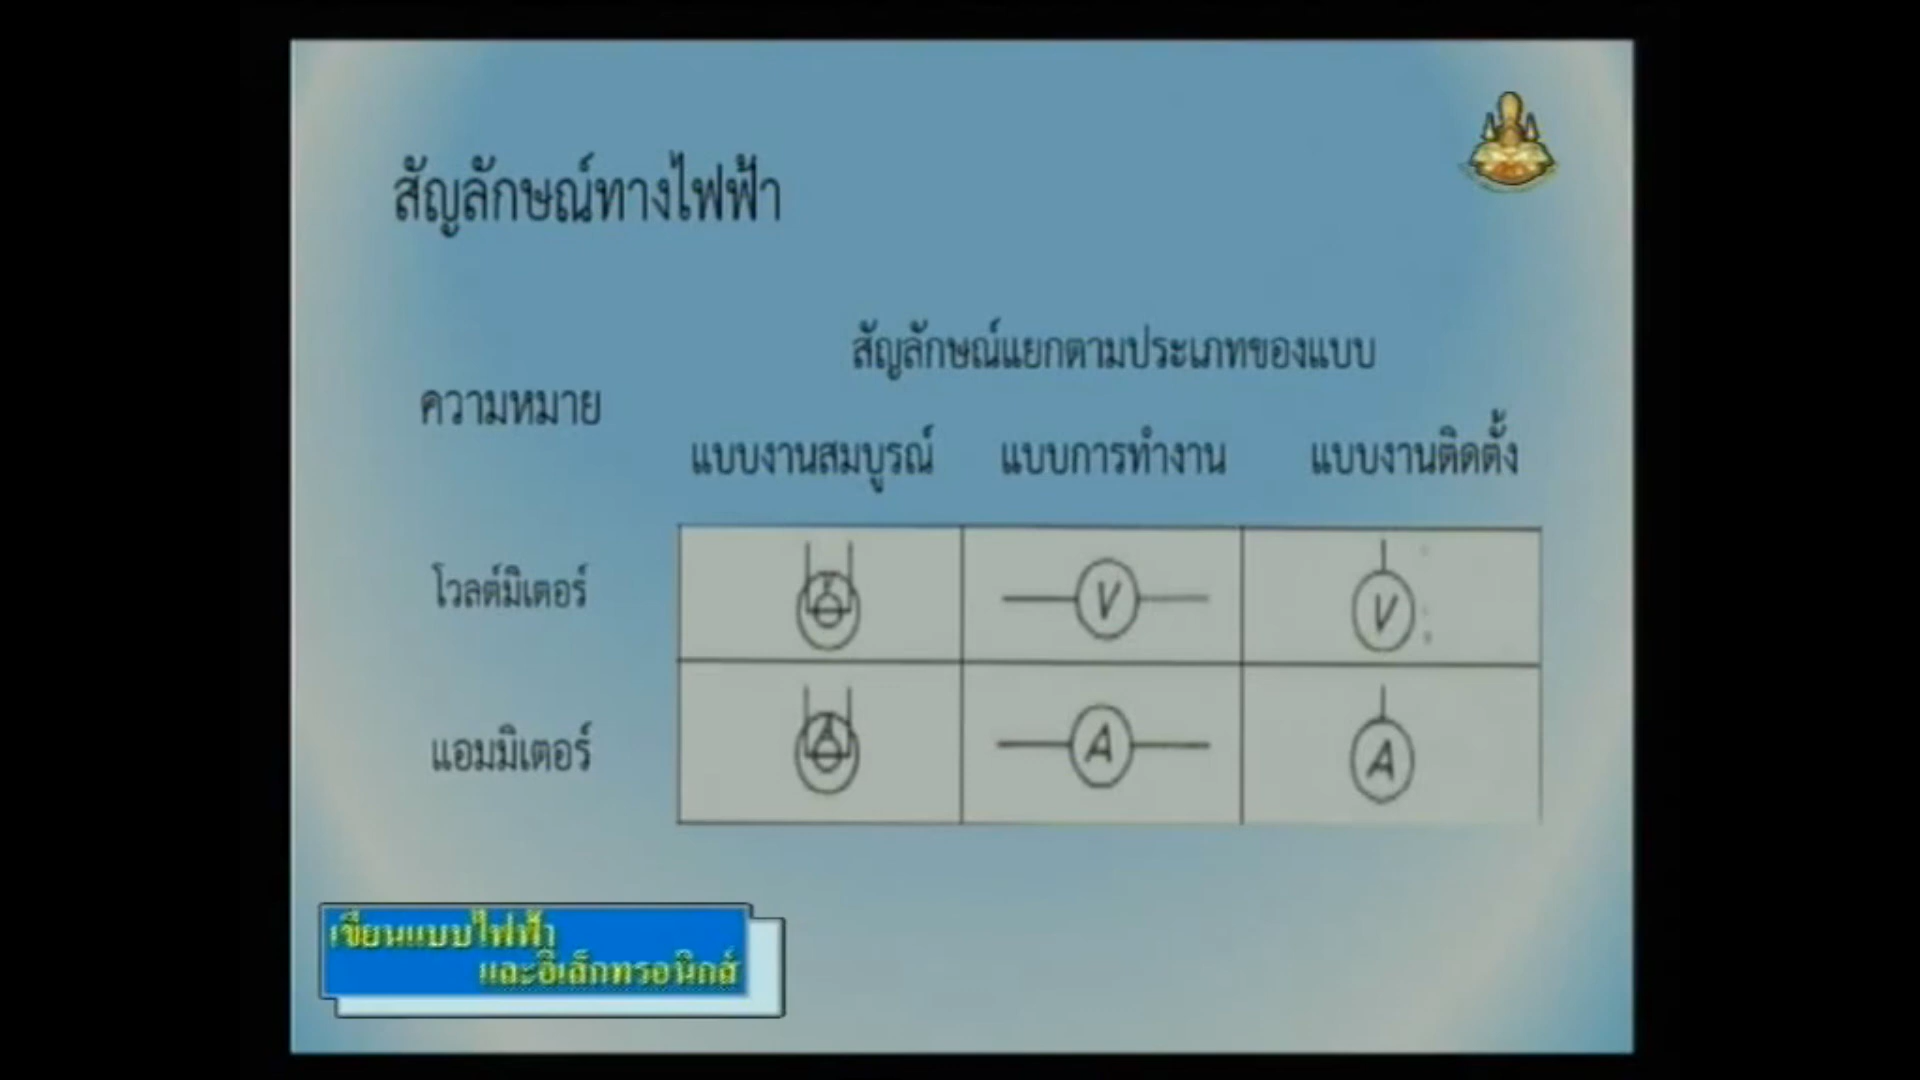 สัญลักษณ์ทางไฟฟ้า
สัญลักษณ์แยกตามประเภทของแบบ
ความหมาย
แบบงานสมบูรณ์ แบบการทำงาน แบบงานติดตั้ง
โวลต์มิเตอร์ V V V
แอมมิเตอร์ A A A
เขียนแบบไฟฟ้า
และอิเล็กทรอนิกส์